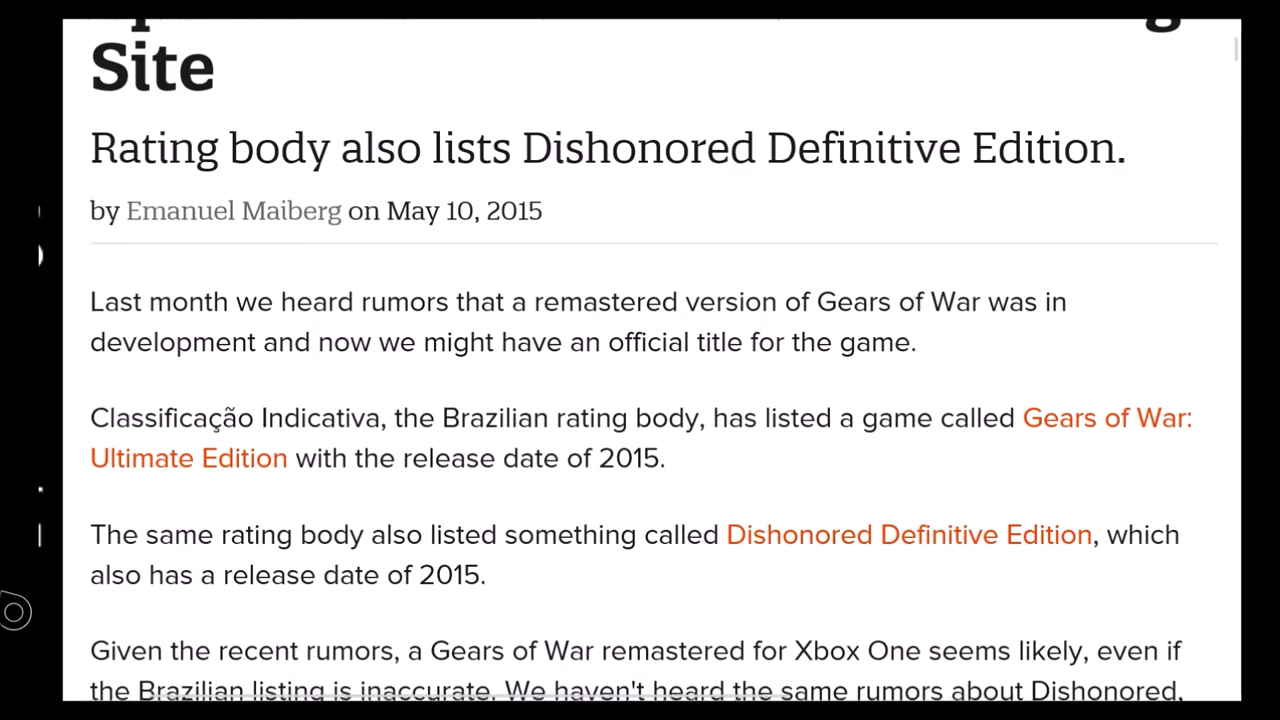 Site
Rating body also lists Dishonored Definitive Edition.
by Emanuel Maiberg on May 10, 2015
Last month we heard rumors that a remastered version of Gears of War was in
development and now we might have an official title for the game.
Classificação Indicativa, the Brazilian rating body, has listed a game called Gears of War:
Ultimate Edition with the release date of 2015.
The same rating body also listed something called Dishonored Definitive Edition, which
also has a release date of 2015.
Given the recent rumors, a Gears of War remastered for Xbox One seems likely, even if
the Brazilian listing is inaccurate. We haven't heard the same rumors about Dishonored,